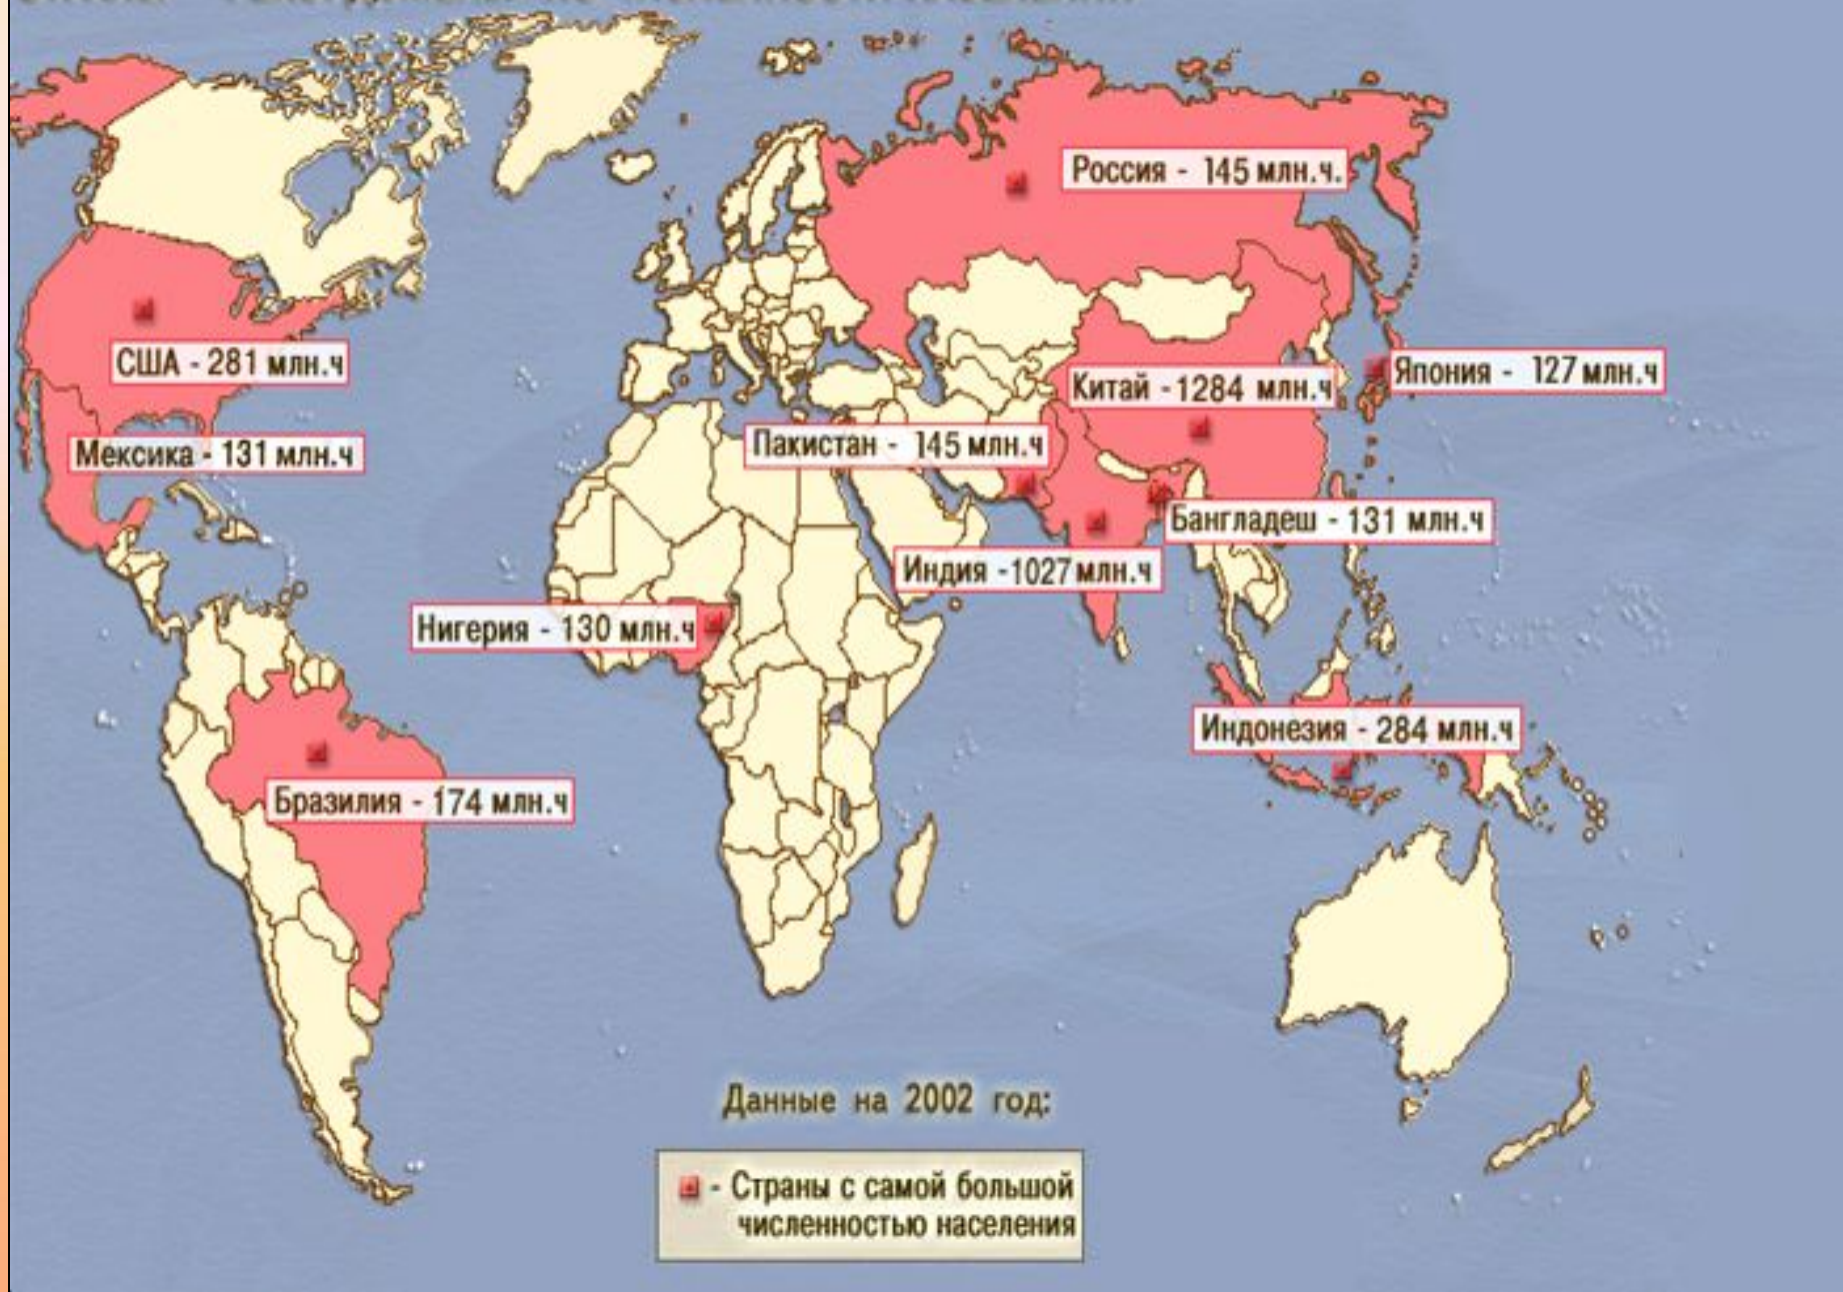 Россия - 145 млн.ч.
США - 281 млн.ч
Япония - 127 млн.ч
Китай -1284 млн.ч
Пакистан - 145 млн.ч
Мексика - 131 млн.ч
Бангладеш - 131 млн.ч
Индия -1027 млн.ч
Нигерия - 130 млн.ч
Индонезия - 284 млн.ч
Бразилия - 174 млн.ч
Данные на 2002 год:
- Страны с самой большой
численностью населения